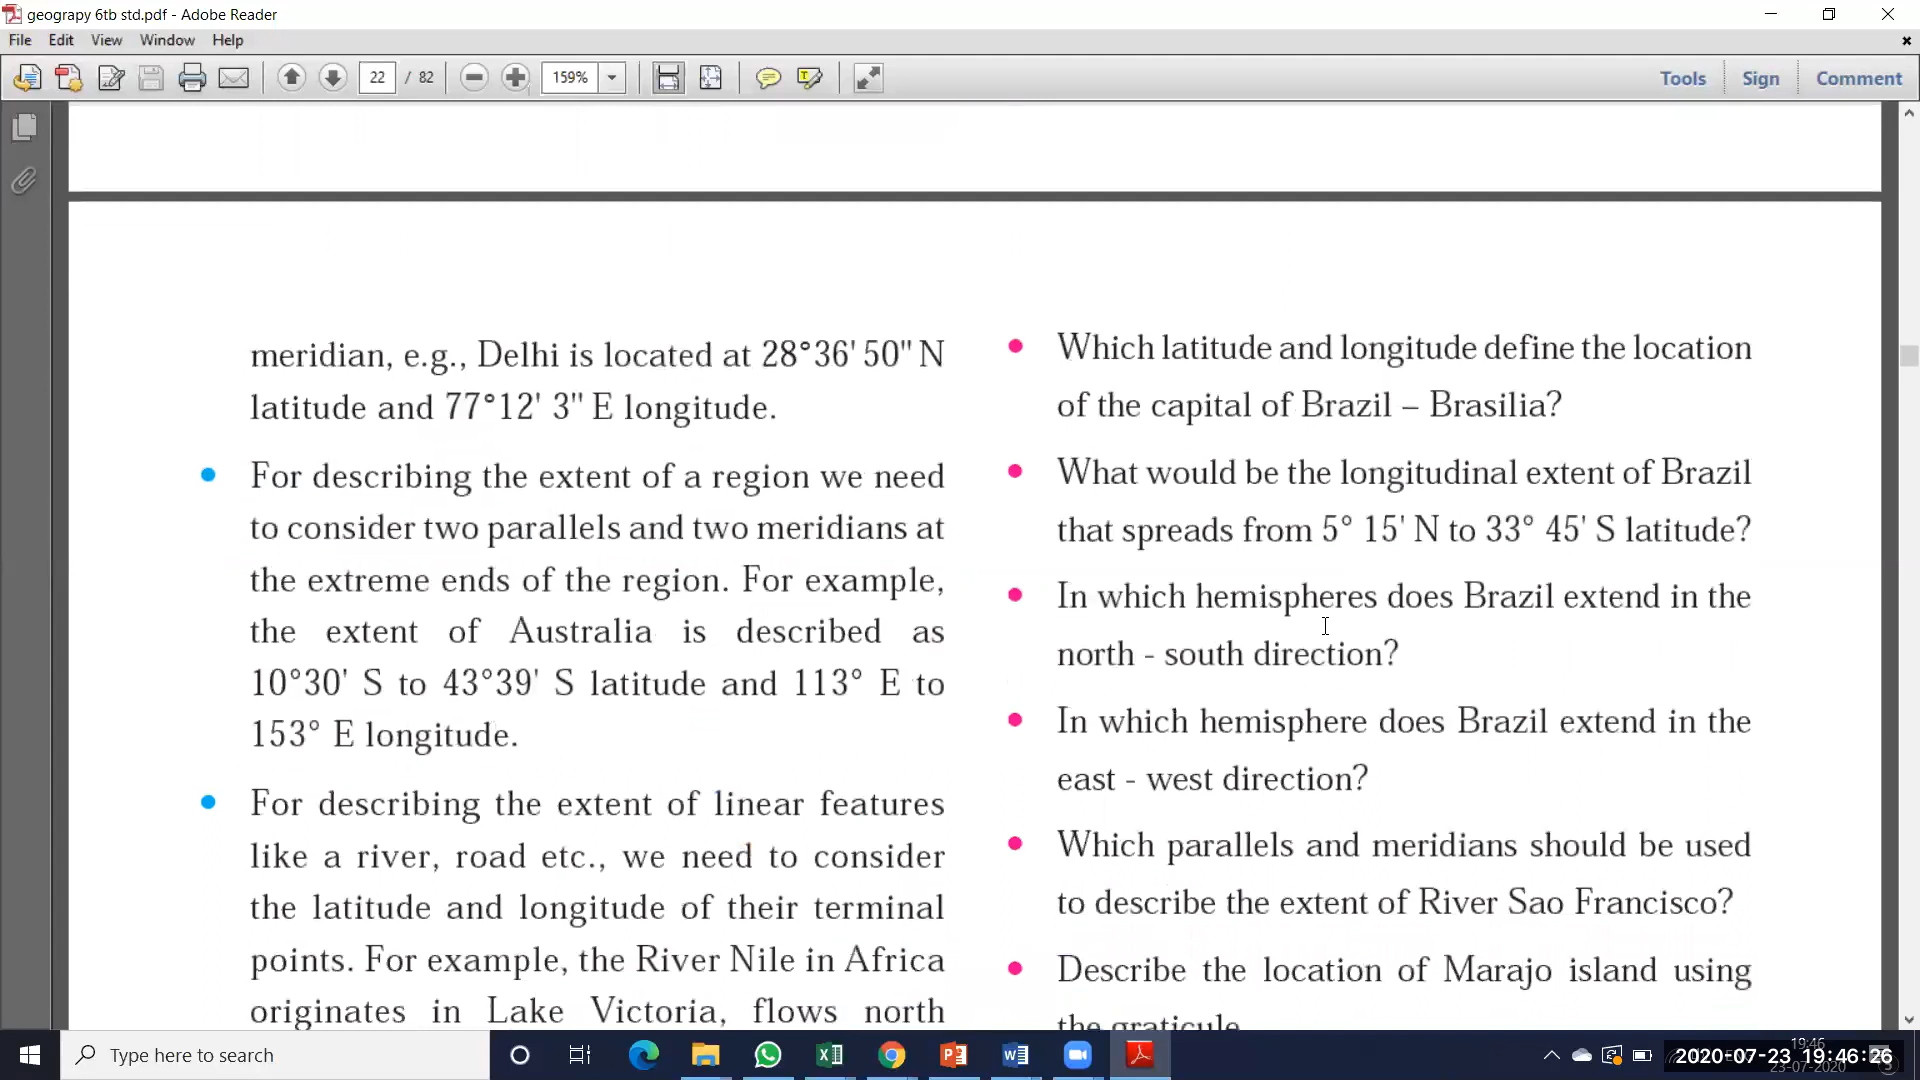 geograpy 6tb std.pdf - Adobe Reader
File Edit View Window Help
22 / 82 159% Tools Sign Comment
meridian, e.g., Delhi is located at 28°36' 50" N
latitude and 77°12' 3" E longitude.
For describing the extent of a region we need
to consider two parallels and two meridians at
the extreme ends of the region. For example,
the extent of Australia is described as
10°30' S to 43°39' S latitude and 113° E to
153° E longitude.
For describing the extent of linear features
like a river, road etc., we need to consider
the latitude and longitude of their terminal
points. For example, the River Nile in Africa
originates in Lake Victoria, flows north
Which latitude and longitude define the location
of the capital of Brazil – Brasilia?
What would be the longitudinal extent of Brazil
that spreads from 5° 15' N to 33° 45' S latitude?
In which hemispheres does Brazil extend in the
north - south direction?
In which hemisphere does Brazil extend in the
east - west direction?
Which parallels and meridians should be used
to describe the extent of River Sao Francisco?
Describe the location of Marajo island using
the graticule
Type here to search
19:46
2020-07-23 19:46:26
23-07-2020